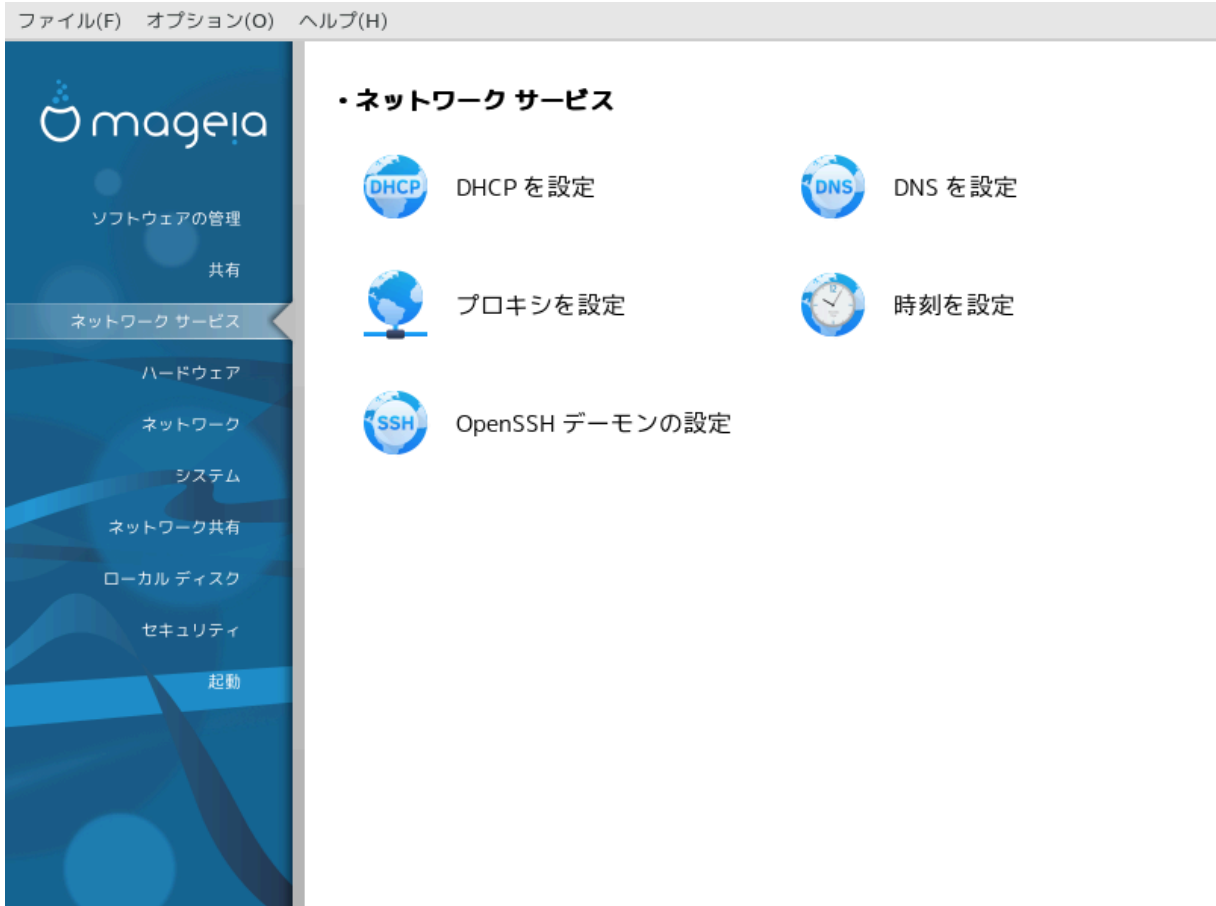 ファイル(F) オプション(O) ヘルプ(H)
mageia
ソフトウェアの管理
共有
ネットワーク サービス
ハードウェア
ネットワーク
システム
ネットワーク共有
ローカル ディスク
セキュリティ
起動
・ネットワーク サービス
DHCP
DHCP を設定
DNS
DNS を設定
プロキシを設定
12
時刻を設定
SSH
OpenSSH デーモンの設定